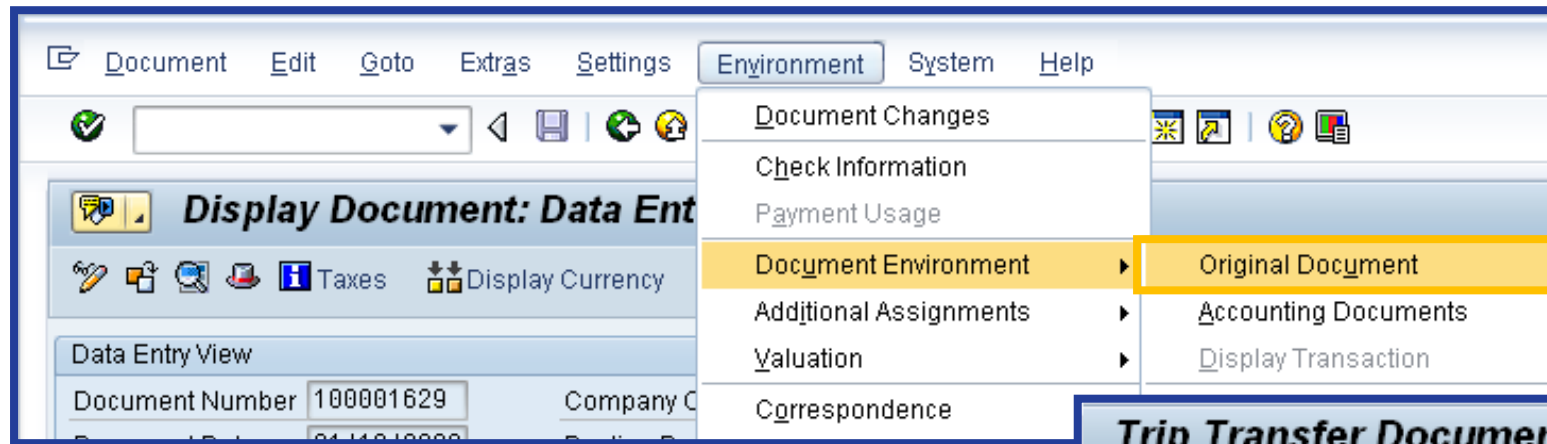 Document Edit Goto Extras Settings Environment System Help
Document Changes
Check Information
Display Document: Data Ent
Payment Usage
Document Environment Original Document
Taxes Display Currency
Additional Assignments Accounting Documents
Data Entry View
Valuation Display Transaction
Document Number 100001629 Company C
Correspondence
Trip Transfer Documen